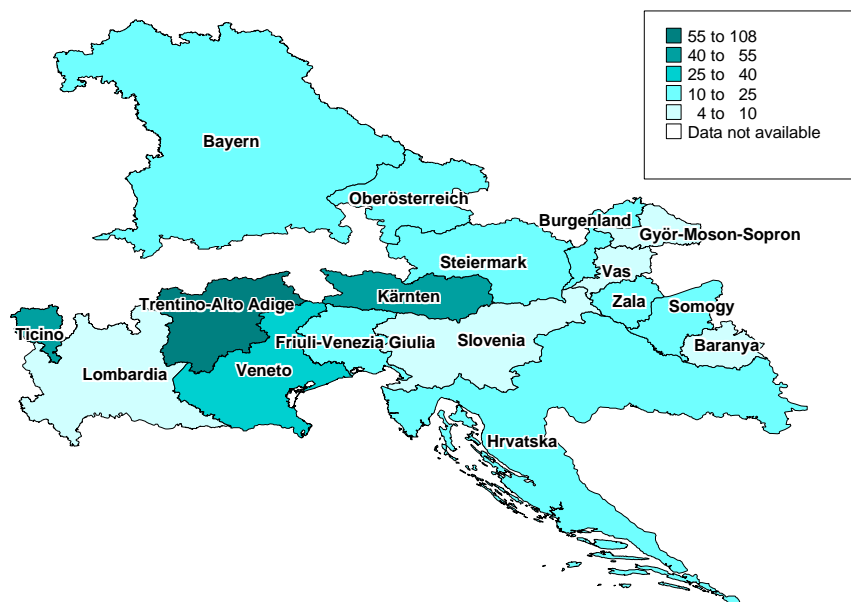 55 to 108
40 to 55
25 to 40
10 to 25
4 to 10
Data not available
Bayern
Oberösterreich
Burgenland
Györ-Moson-Sopron
Steiermark
Vas
Trentino-Alto Adige
Kärnten
Zala
Somogy
Ticino
Friuli-Venezia Giulia
Slovenia
Baranya
Lombardia
Veneto
Hrvatska